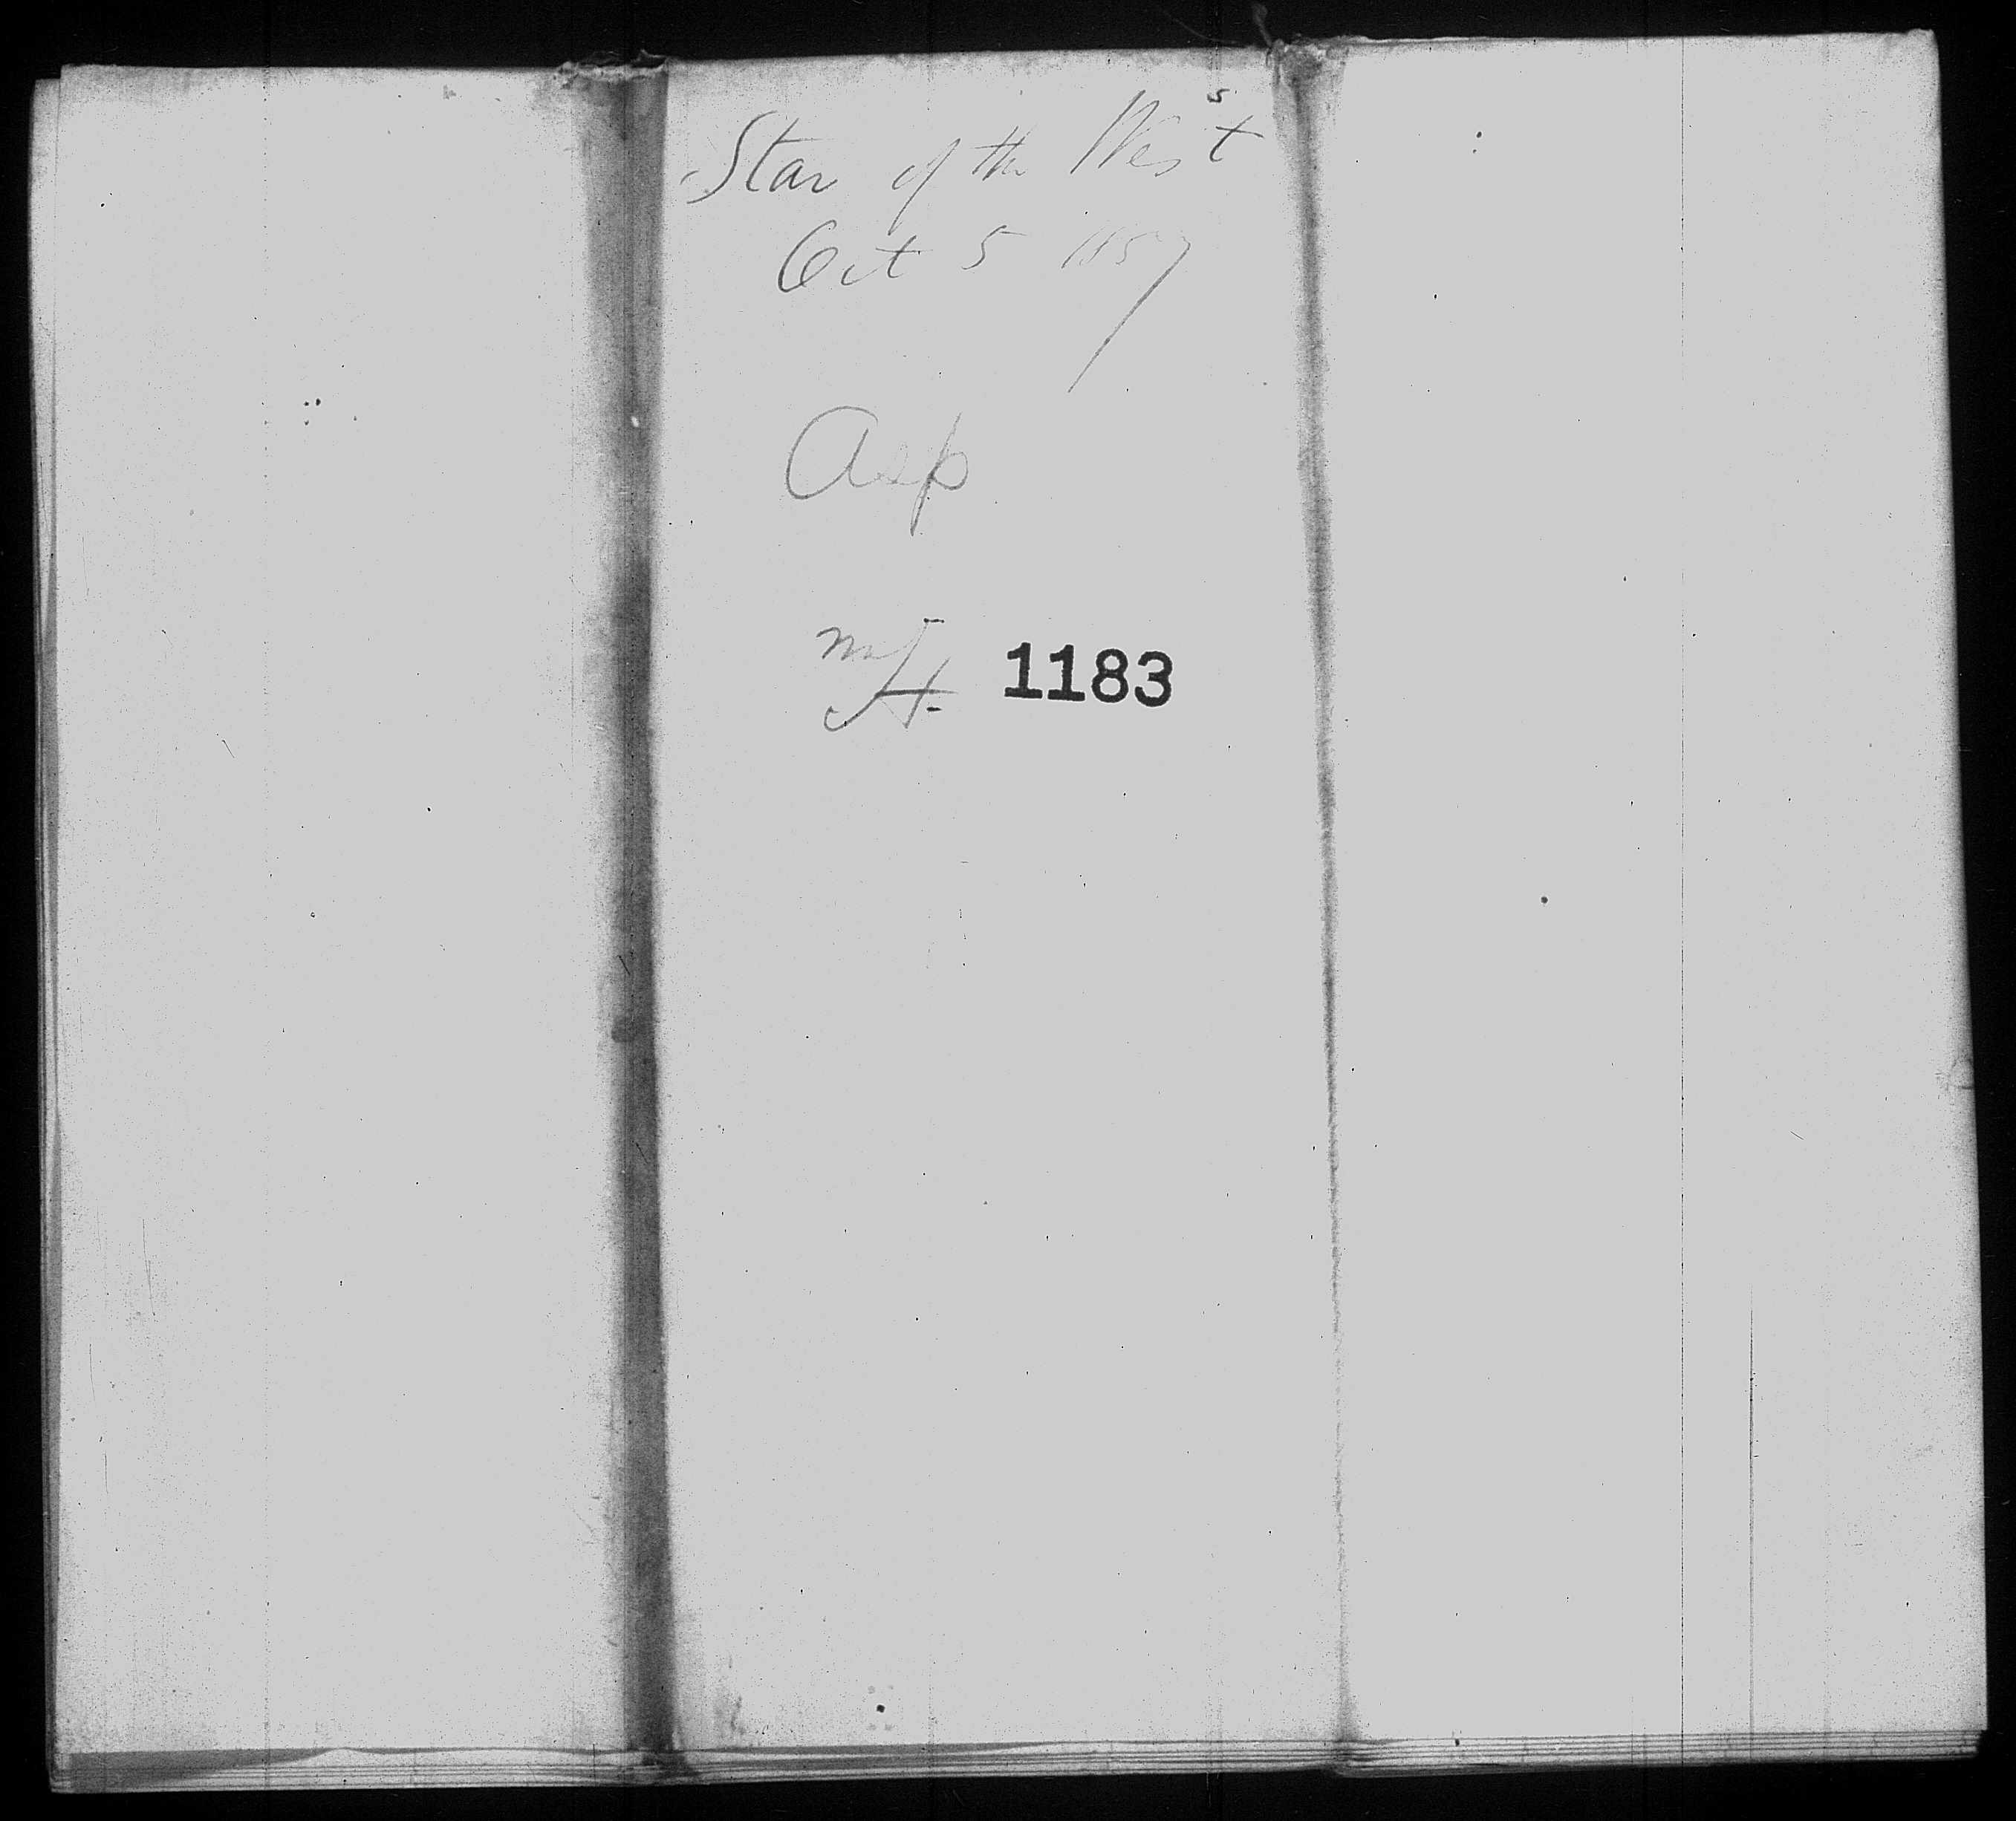 Star of the West
Oct 5 1857
Asp
1183